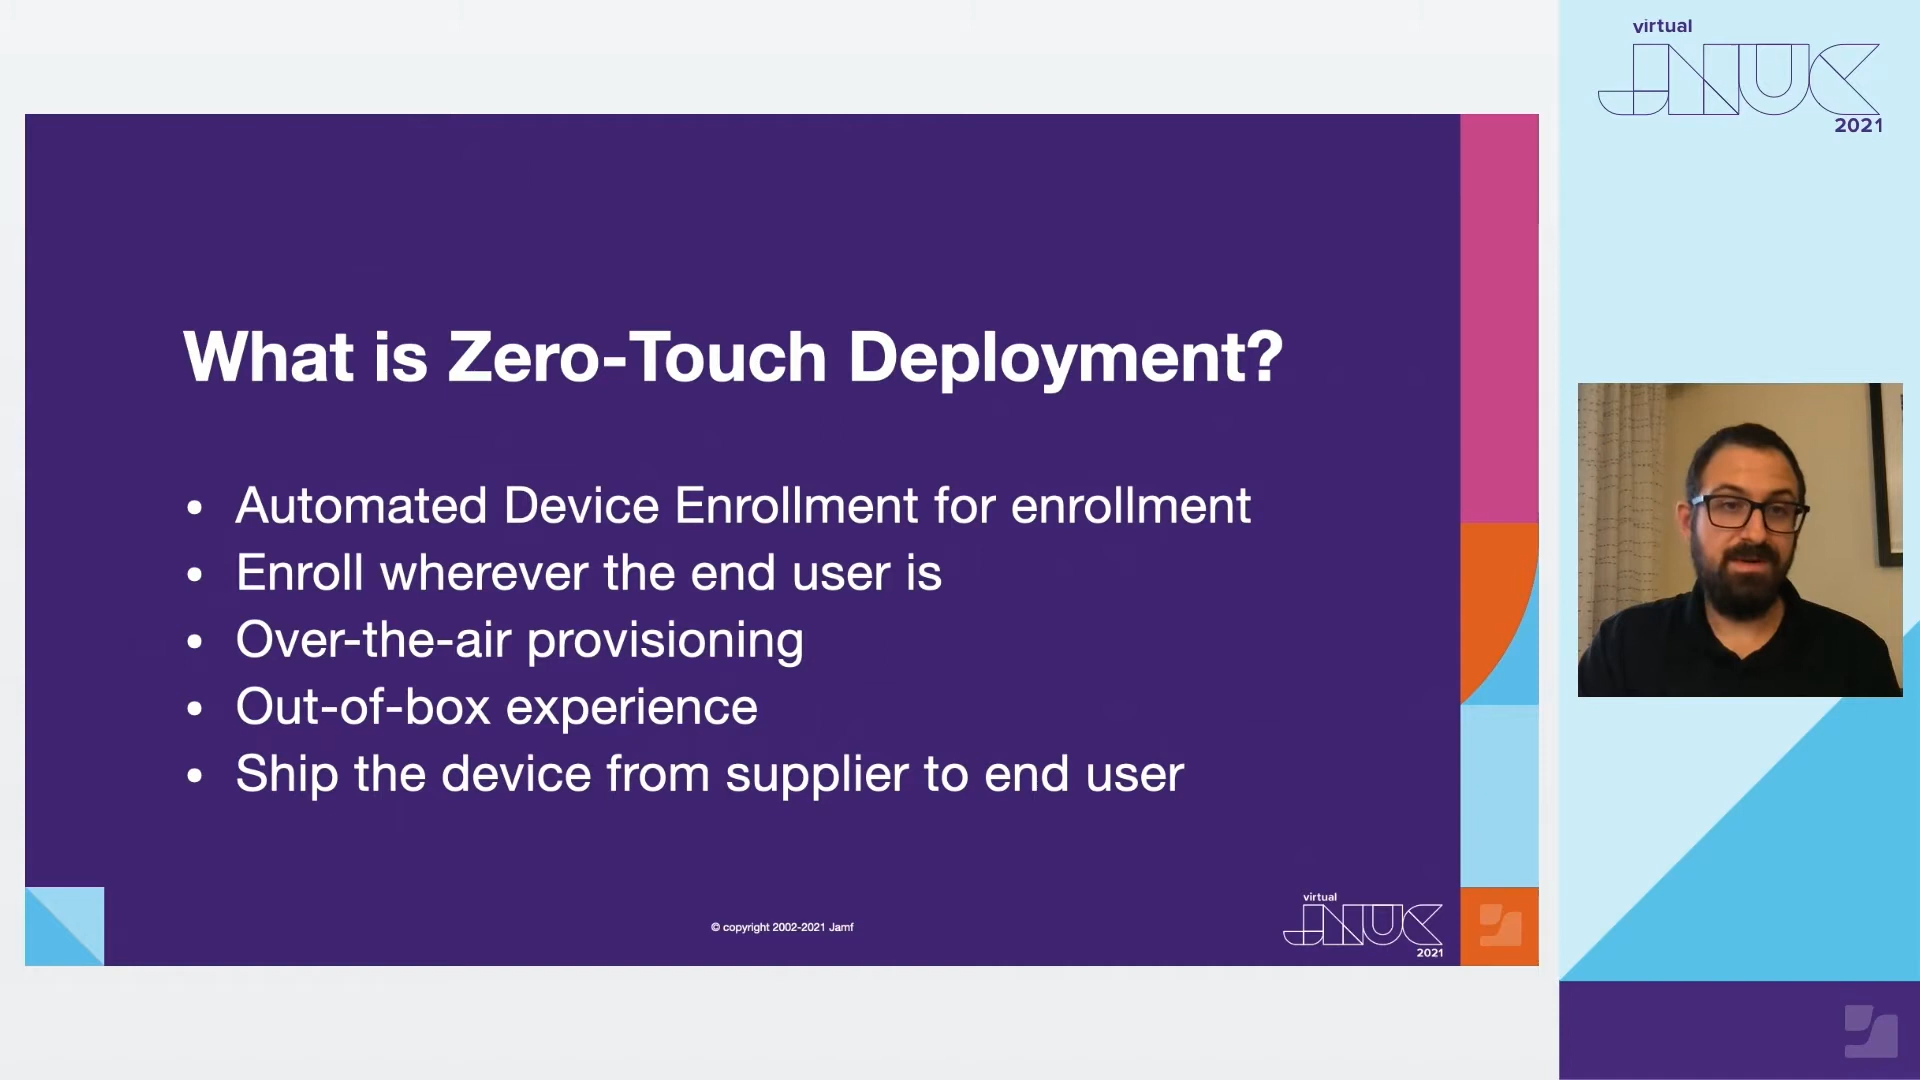 What is Zero-Touch Deployment?
• Automated Device Enrollment for enrollment
• Enroll wherever the end user is
• Over-the-air provisioning
• Out-of-box experience
• Ship the device from supplier to end user
© copyright 2002-2021 Jamf
virtual
JNUC
2021
virtual
JNUC
2021